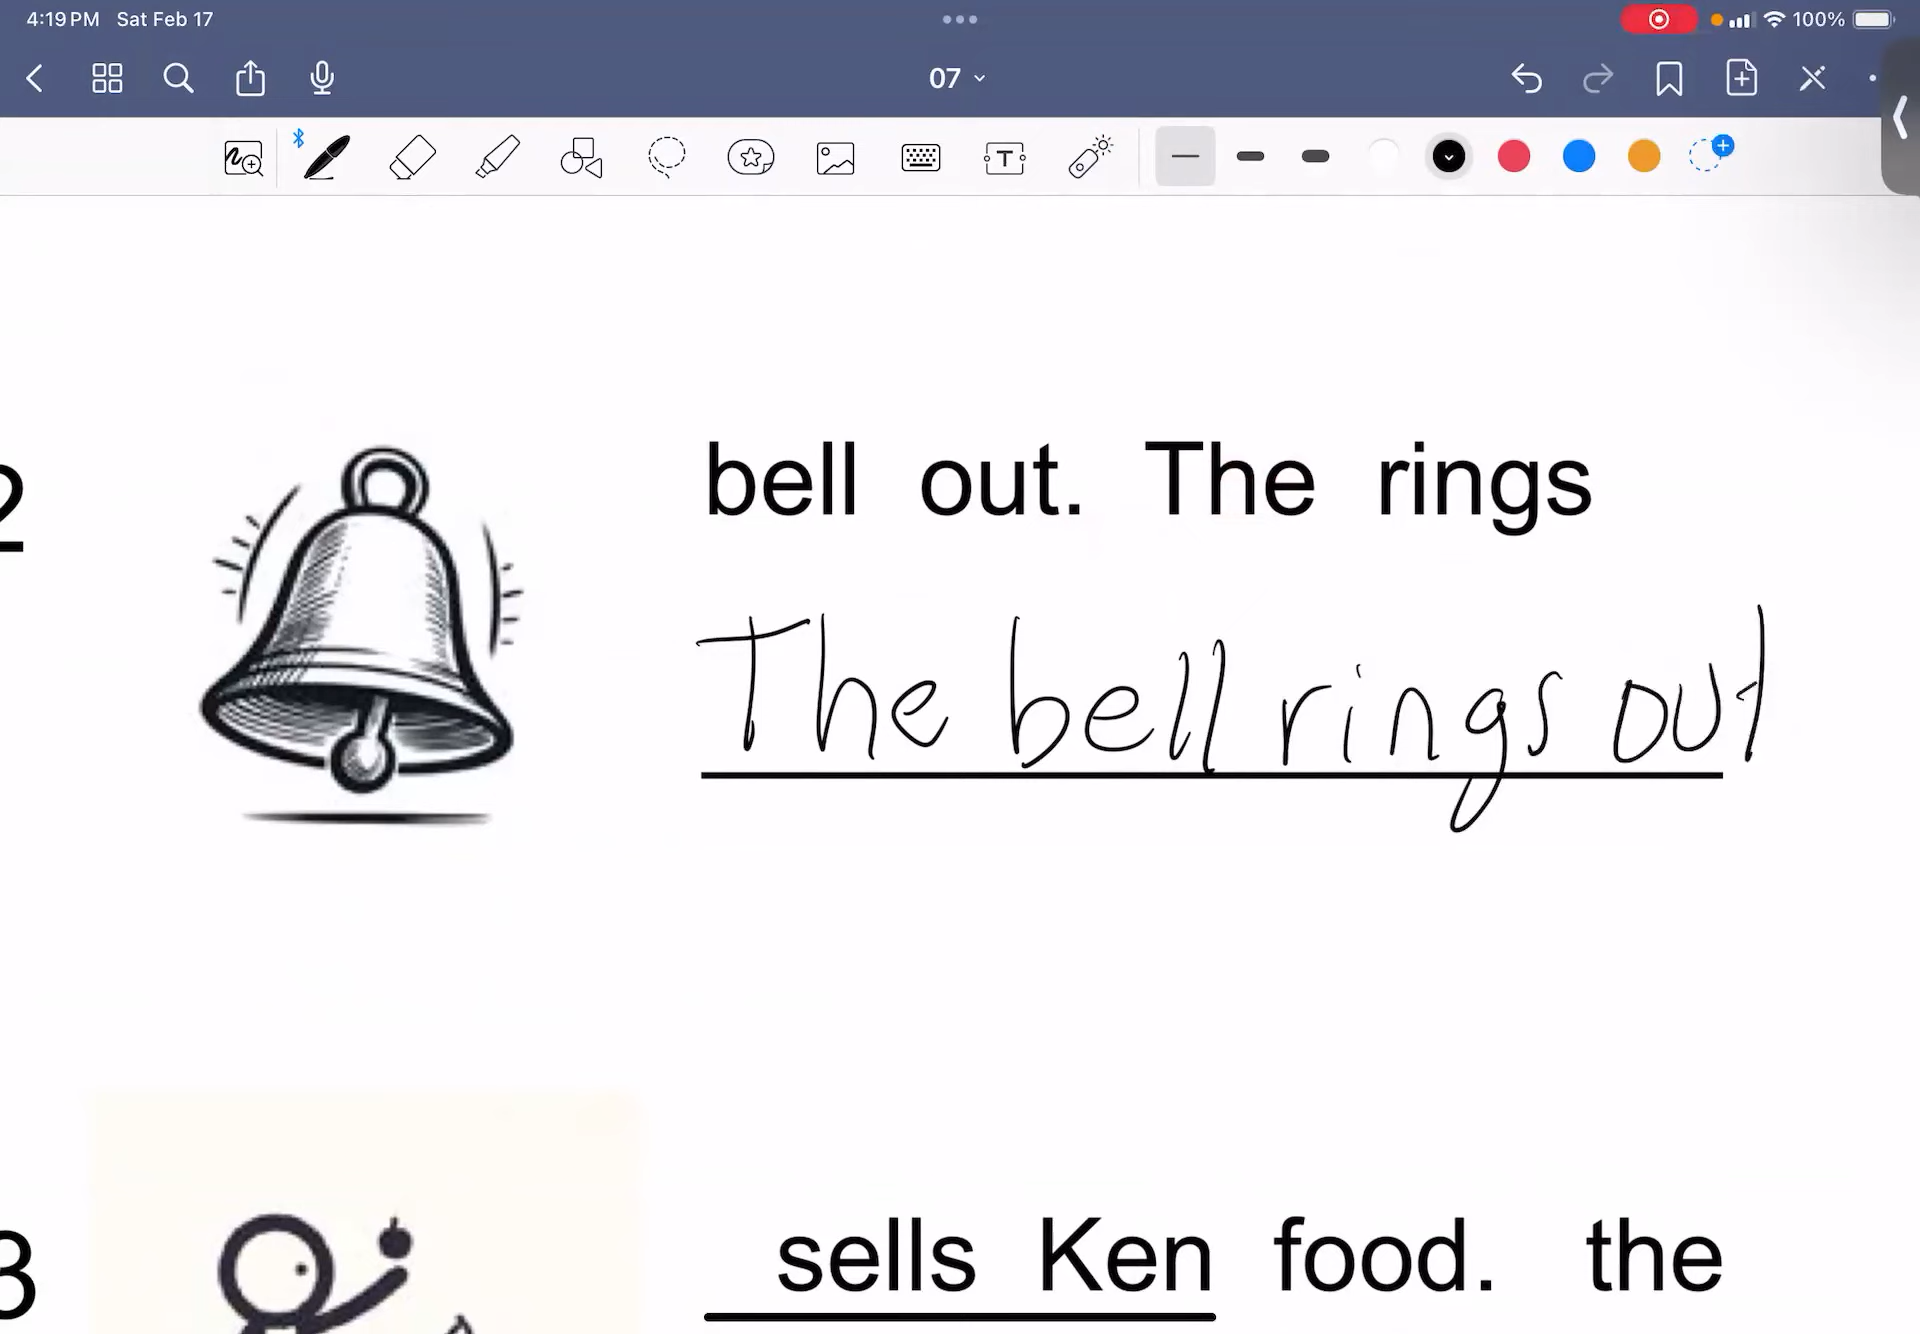 4:19 PM Sat Feb 17
100%
07
T
2
bell out. The rings
The bell rings out
3
sells Ken food. the